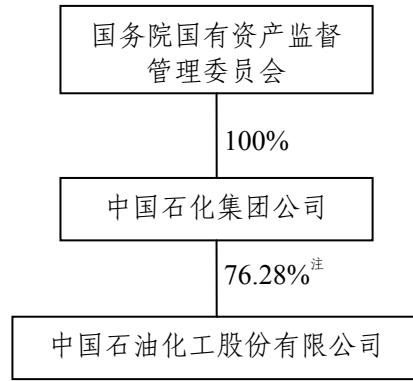 国务院国有资产监督
管理委员会
100%
中国石化集团公司
76.28%注
中国石油化工股份有限公司